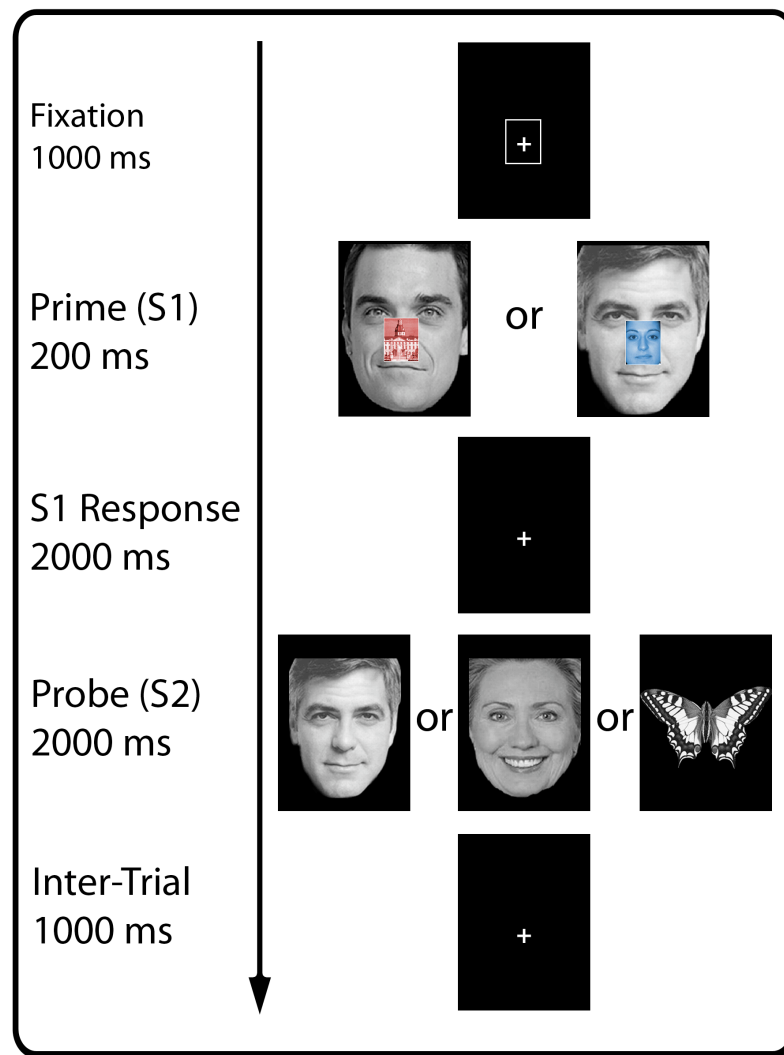 Fixation
1000 ms
Prime (S1)
200 ms
or
S1 Response
2000 ms
Probe (S2)
2000 ms
or or
Inter-Trial
1000 ms